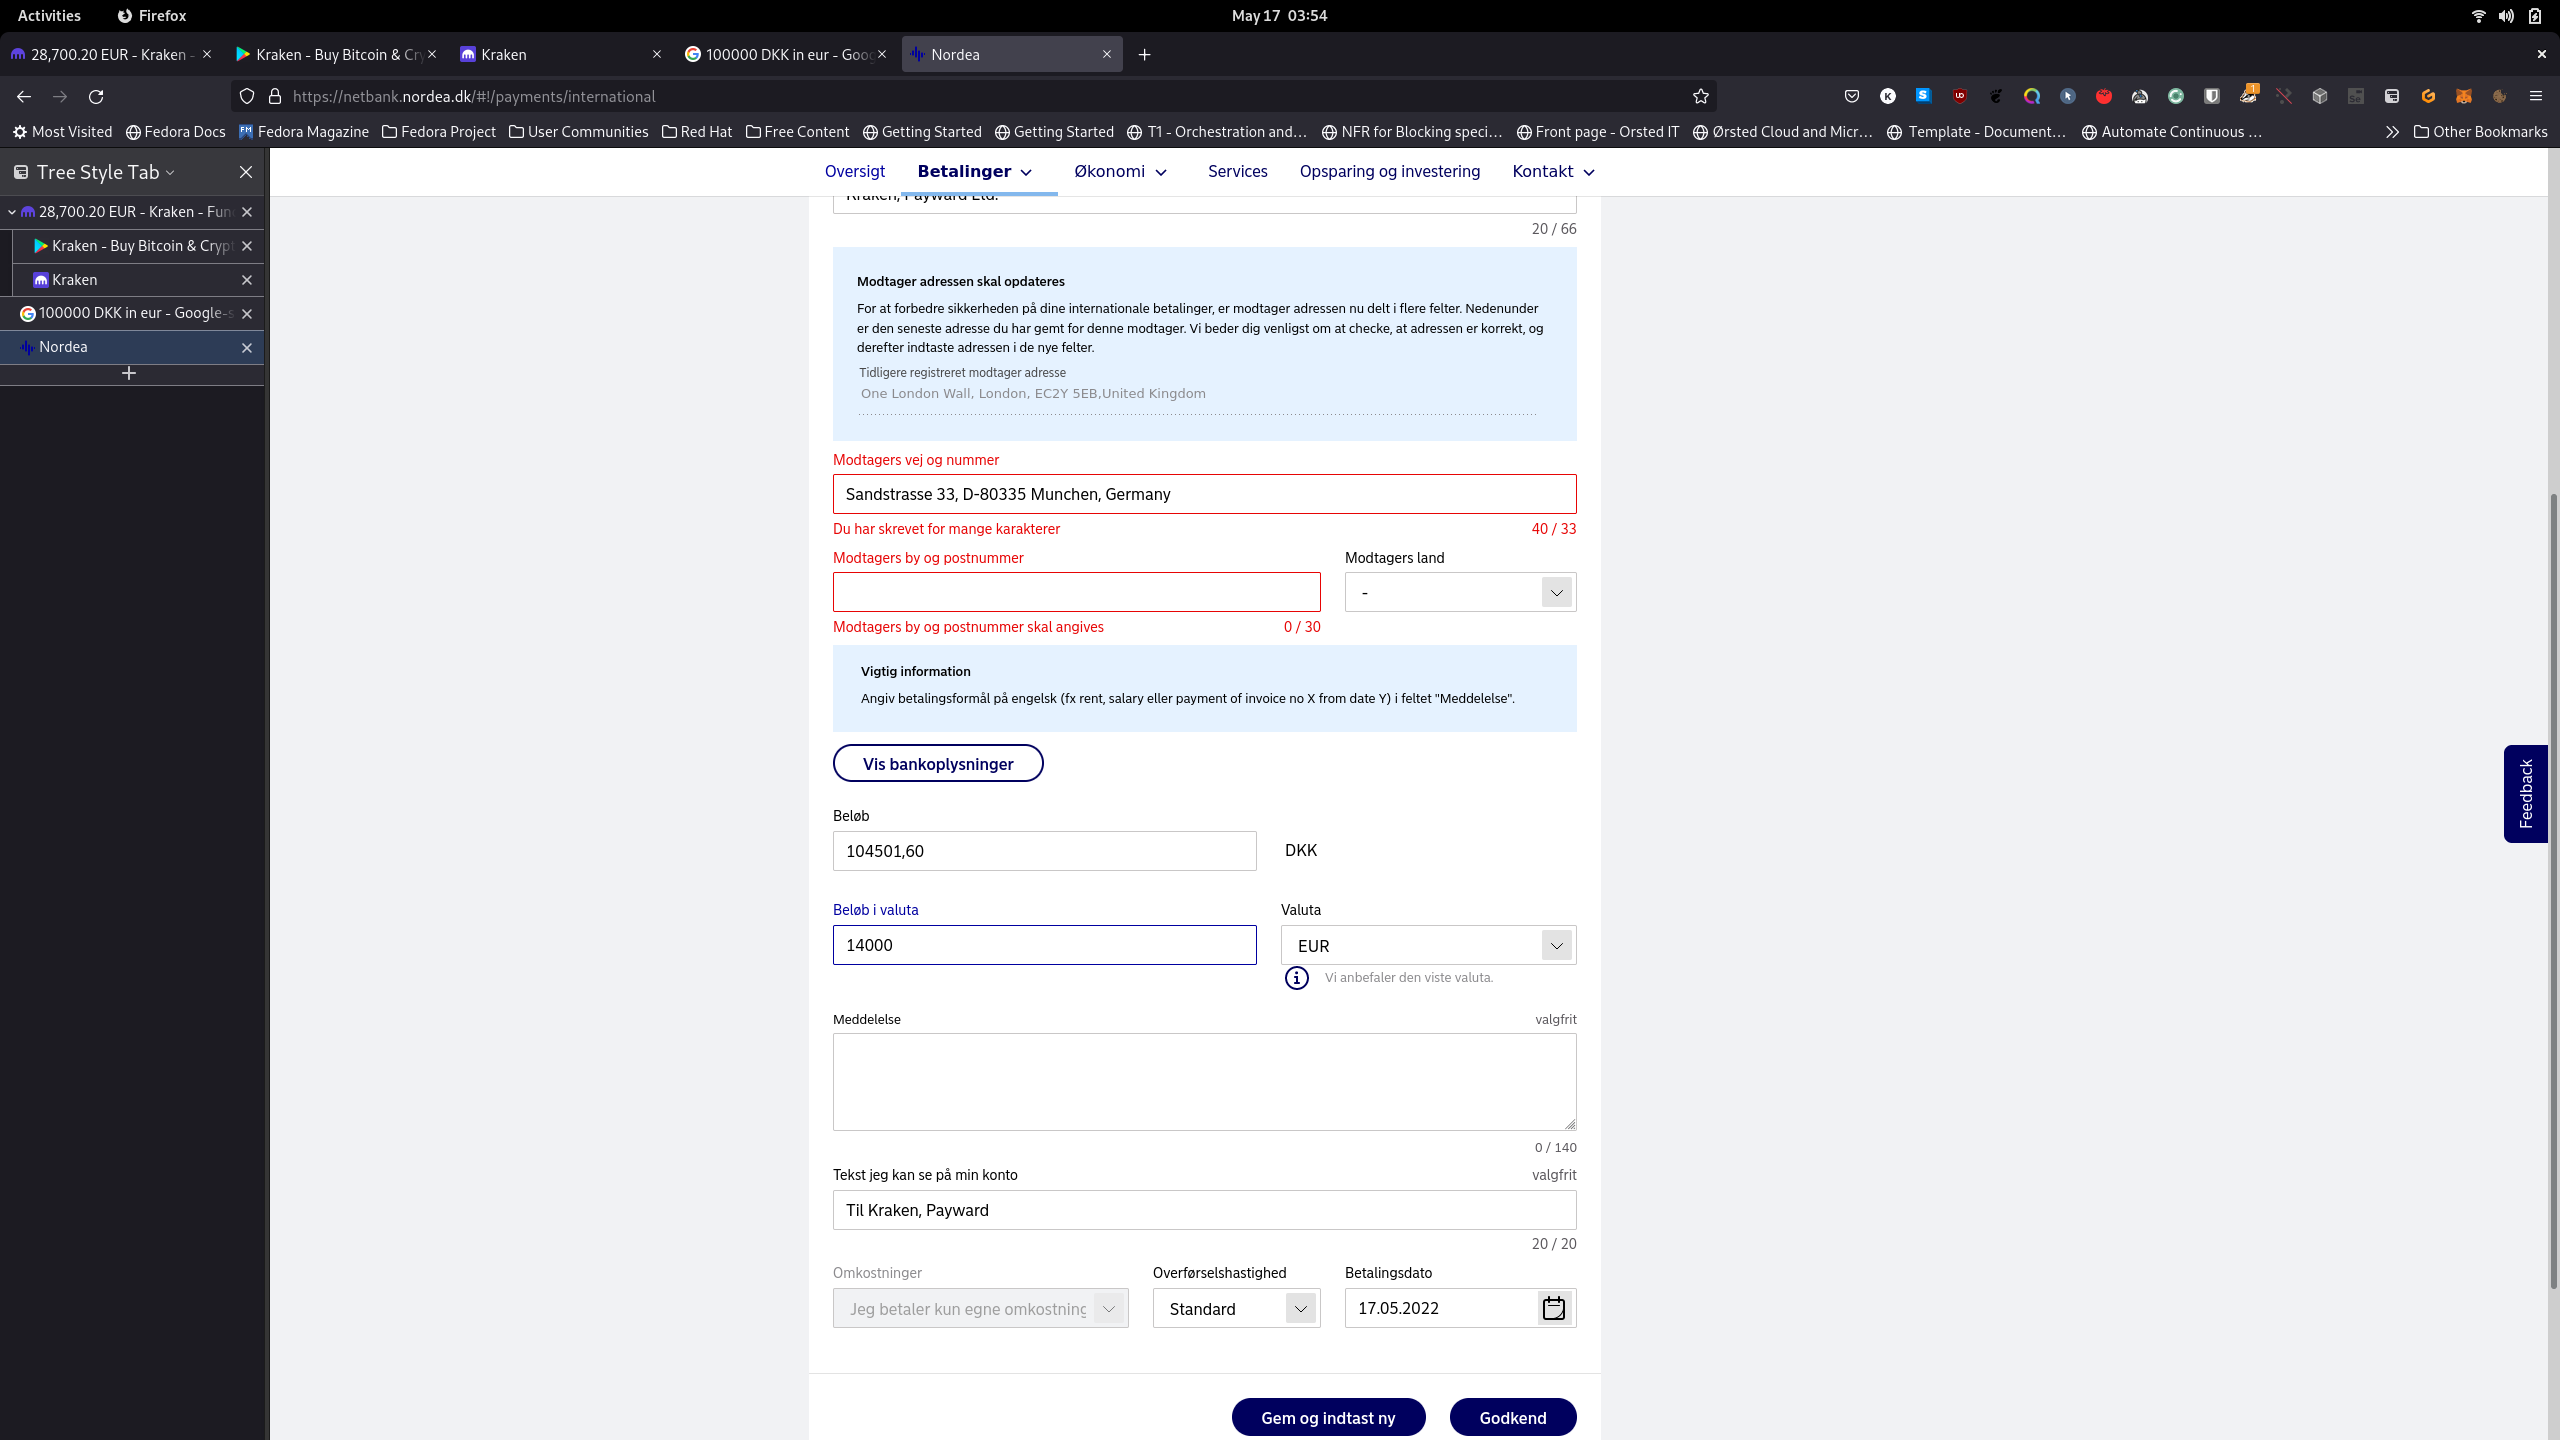 Activities
Firefox
May 17 03:54
28,700.20 EUR - Kraken -
Kraken - Buy Bitcoin & Cry
Kraken
100000 DKK in eur - Goog
Nordea
https://netbank.nordea.dk/#!/payments/international
Most Visited
Fedora Docs
Fedora Magazine
Fedora Project
User Communities
Red Hat
Free Content
Getting Started
Getting Started
T1 - Orchestration and…
NFR for Blocking speci…
Front page - Orsted IT
Ørsted Cloud and Micr…
Template - Document…
Automate Continuous …
Other Bookmarks
Tree Style Tab
28,700.20 EUR - Kraken - Fun
Kraken - Buy Bitcoin & Crypt
Kraken
100000 DKK in eur - Google-s
Nordea
Oversigt
Betalinger
Økonomi
Services
Opsparing og investering
Kontakt
Kraken, Payward Ltd.
20 / 66
Modtager adressen skal opdateres
For at forbedre sikkerheden på dine internationale betalinger, er modtager adressen nu delt i flere felter. Nedenunder
er den seneste adresse du har gemt for denne modtager. Vi beder dig venligst om at checke, at adressen er korrekt, og
derefter indtaste adressen i de nye felter.
Tidligere registreret modtager adresse
One London Wall, London, EC2Y 5EB,United Kingdom
Modtagers vej og nummer
Sandstrasse 33, D-80335 Munchen, Germany
Du har skrevet for mange karakterer
40 / 33
Modtagers by og postnummer
Modtagers land
-
Modtagers by og postnummer skal angives
0 / 30
Vigtig information
Angiv betalingsformål på engelsk (fx rent, salary eller payment of invoice no X from date Y) i feltet "Meddelelse".
Vis bankoplysninger
Feedback
Beløb
104501,60
DKK
Beløb i valuta
Valuta
14000
EUR
Vi anbefaler den viste valuta.
Meddelelse
valgfrit
0 / 140
Tekst jeg kan se på min konto
valgfrit
Til Kraken, Payward
20 / 20
Omkostninger
Overførselshastighed
Betalingsdato
Jeg betaler kun egne omkostning
Standard
17.05.2022
Gem og indtast ny
Godkend